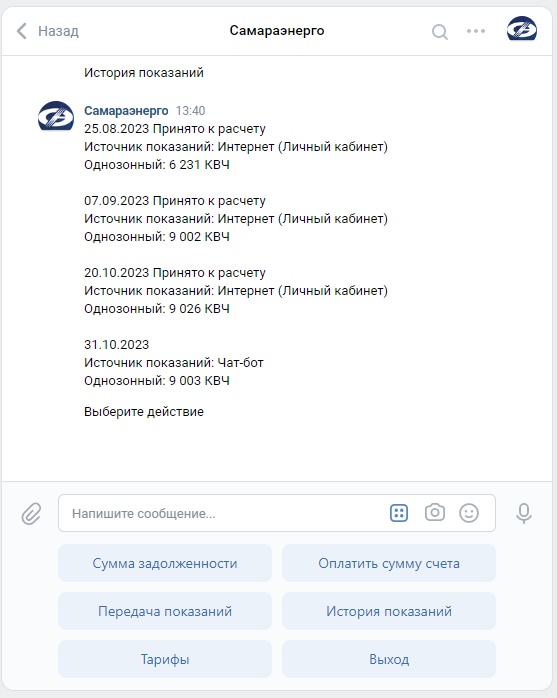 Назад
Самараэнерго
История показаний
Самараэнерго 13:40
25.08.2023 Принято к расчету
Источник показаний: Интернет (Личный кабинет)
Однозонный: 6 231 КВЧ
07.09.2023 Принято к расчету
Источник показаний: Интернет (Личный кабинет)
Однозонный: 9 002 КВЧ
20.10.2023 Принято к расчету
Источник показаний: Интернет (Личный кабинет)
Однозонный: 9 026 КВЧ
31.10.2023
Источник показаний: Чат-бот
Однозонный: 9 003 КВЧ
Выберите действие
Напишите сообщение...
Сумма задолженности
Оплатить сумму счета
Передача показаний
История показаний
Тарифы
Выход